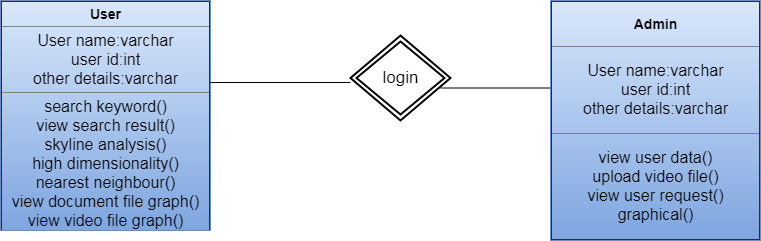 User
User name:varchar
user id:int
other details:varchar
search keyword()
view search result()
skyline analysis()
high dimensionality()
nearest neighbour()
view document file graph()
view video file graph()
login
Admin
User name:varchar
user id:int
other details:varchar
view user data()
upload video file()
view user request()
graphical()